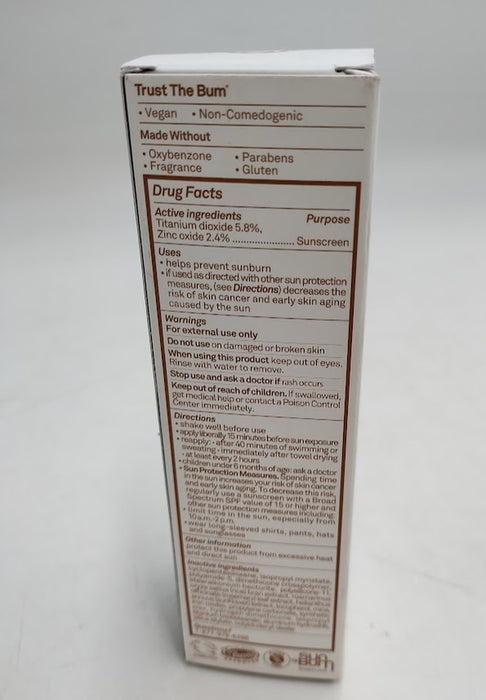 Trust The Bum®
• Vegan • Non-Comedogenic
Made Without
• Oxybenzone • Parabens
• Fragrance • Gluten
Drug Facts
Active ingredients Purpose
Titanium dioxide 5.8%,
Zinc oxide 2.4% .................. Sunscreen
Uses
• helps prevent sunburn
• if used as directed with other sun protection
measures, (see Directions) decreases the
risk of skin cancer and early skin aging
caused by the sun
Warnings
For external use only
Do not use on damaged or broken skin
When using this product keep out of eyes.
Rinse with water to remove.
Stop use and ask a doctor if rash occurs
Keep out of reach of children. If swallowed,
get medical help or contact a Poison Control
Center immediately.
Directions
• shake well before use
• apply liberally 15 minutes before sun exposure
• reapply: • after 40 minutes of swimming or
sweating • immediately after towel drying
• at least every 2 hours
• children under 6 months of age: ask a doctor
• Sun Protection Measures. Spending time
in the sun increases your risk of skin cancer
and early skin aging. To decrease this risk,
regularly use a sunscreen with a Broad
Spectrum SPF value of 15 or higher and
other sun protection measures including:
• limit time in the sun, especially from
10 a.m.-2 p.m.
• wear long-sleeved shirts, pants, hats
and sunglasses
Other information
protect this product from excessive heat
and direct sun
Inactive ingredients
cyclopentasiloxane, isopropyl myristate,